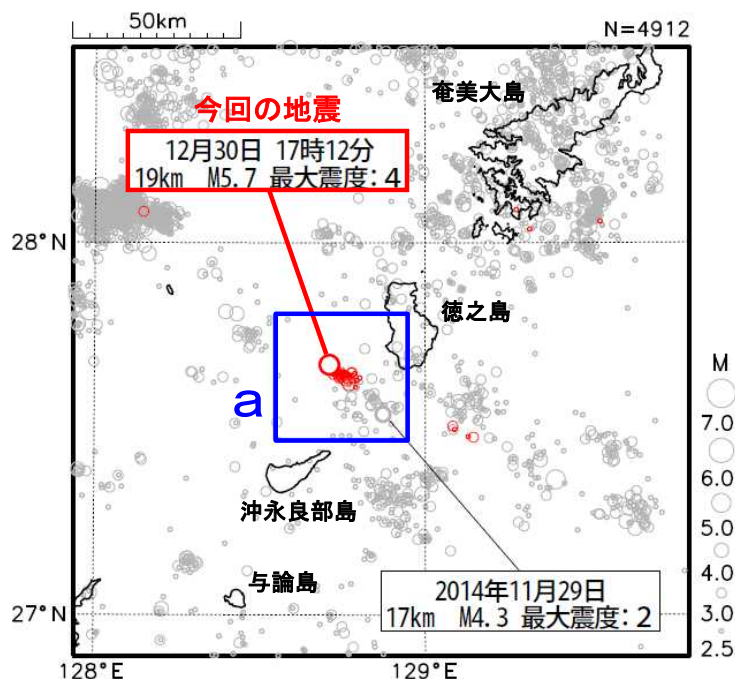 50km
N=4912
奄美大島
今回の地震
12月30日 17時12分
19km M5.7 最大震度:4
28°N
徳之島
a
M
7.0
6.0
5.0
4.0
3.0
2.5
沖永良部島
与論島
2014年11月29日
17km M4.3 最大震度:2
27°N
128°E
129°E